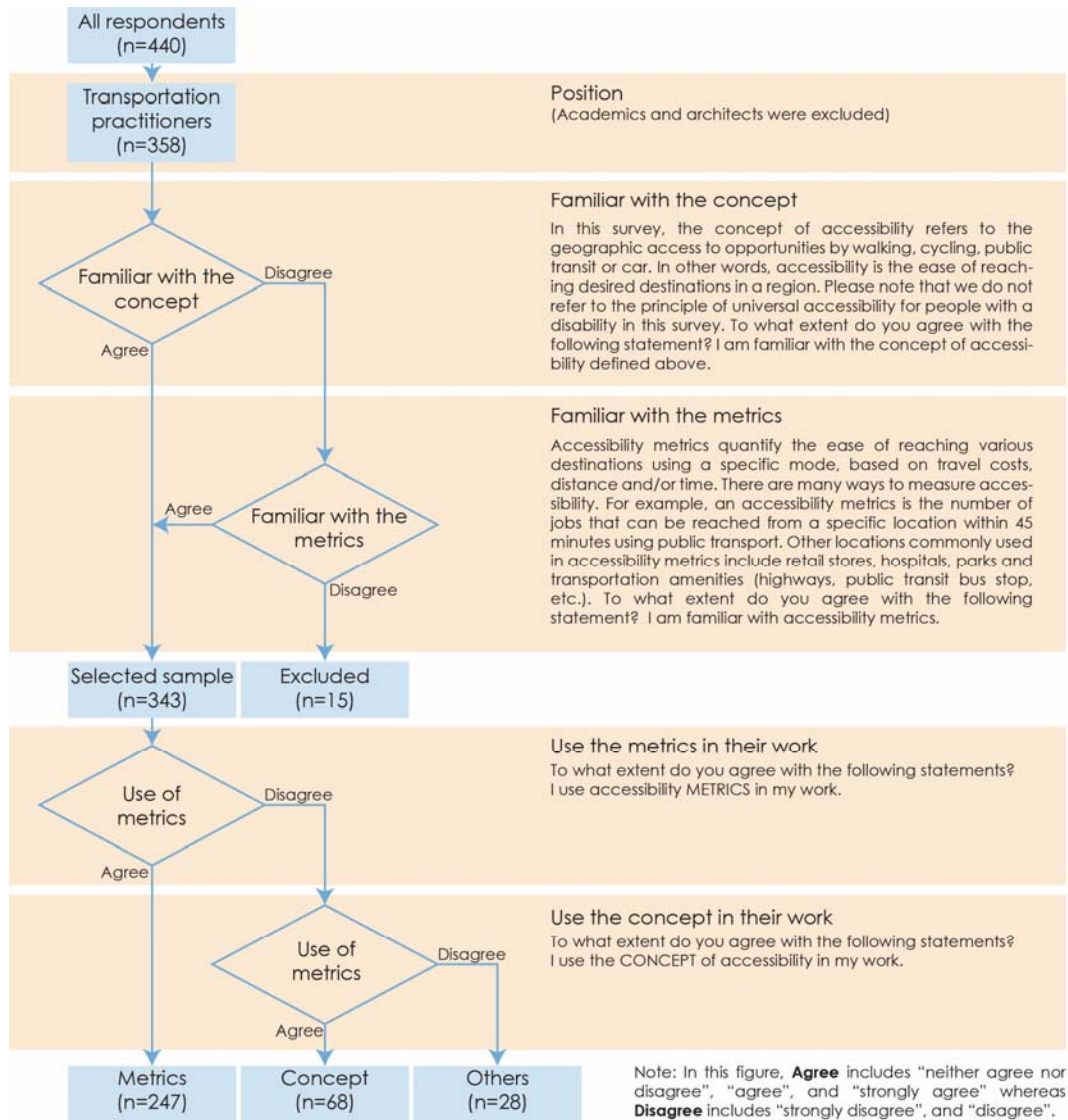 All respondents
(n=440)
Transportation
practitioners
(n=358)
Position
(Academics and architects were excluded)
Familiar with the concept
In this survey, the concept of accessibility refers to the
geographic access to opportunities by walking, cycling, public
transit or car. In other words, accessibility is the ease of reach-
ing desired destinations in a region. Please note that we do not
refer to the principle of universal accessibility for people with a
disability in this survey. To what extent do you agree with the
following statement? I am familiar with the concept of accessi-
bility defined above.
Familiar with the
concept
Disagree
Agree
Familiar with the metrics
Accessibility metrics quantify the ease of reaching various
destinations using a specific mode, based on travel costs,
distance and/or time. There are many ways to measure acces-
sibility. For example, an accessibility metrics is the number of
jobs that can be reached from a specific location within 45
minutes using public transport. Other locations commonly used
in accessibility metrics include retail stores, hospitals, parks and
transportation amenities (highways, public transit bus stop,
etc.). To what extent do you agree with the following
statement? I am familiar with accessibility metrics.
Agree
Familiar with the
metrics
Disagree
Selected sample
(n=343)
Excluded
(n=15)
Use the metrics in their work
To what extent do you agree with the following statements?
I use accessibility METRICS in my work.
Use of
metrics
Disagree
Agree
Use the concept in their work
To what extent do you agree with the following statements?
I use the CONCEPT of accessibility in my work.
Use of
metrics
Disagree
Agree
Metrics
(n=247)
Concept
(n=68)
Others
(n=28)
Note: In this figure, Agree includes “neither agree nor
disagree”, “agree”, and “strongly agree” whereas
Disagree includes “strongly disagree”, and “disagree”.